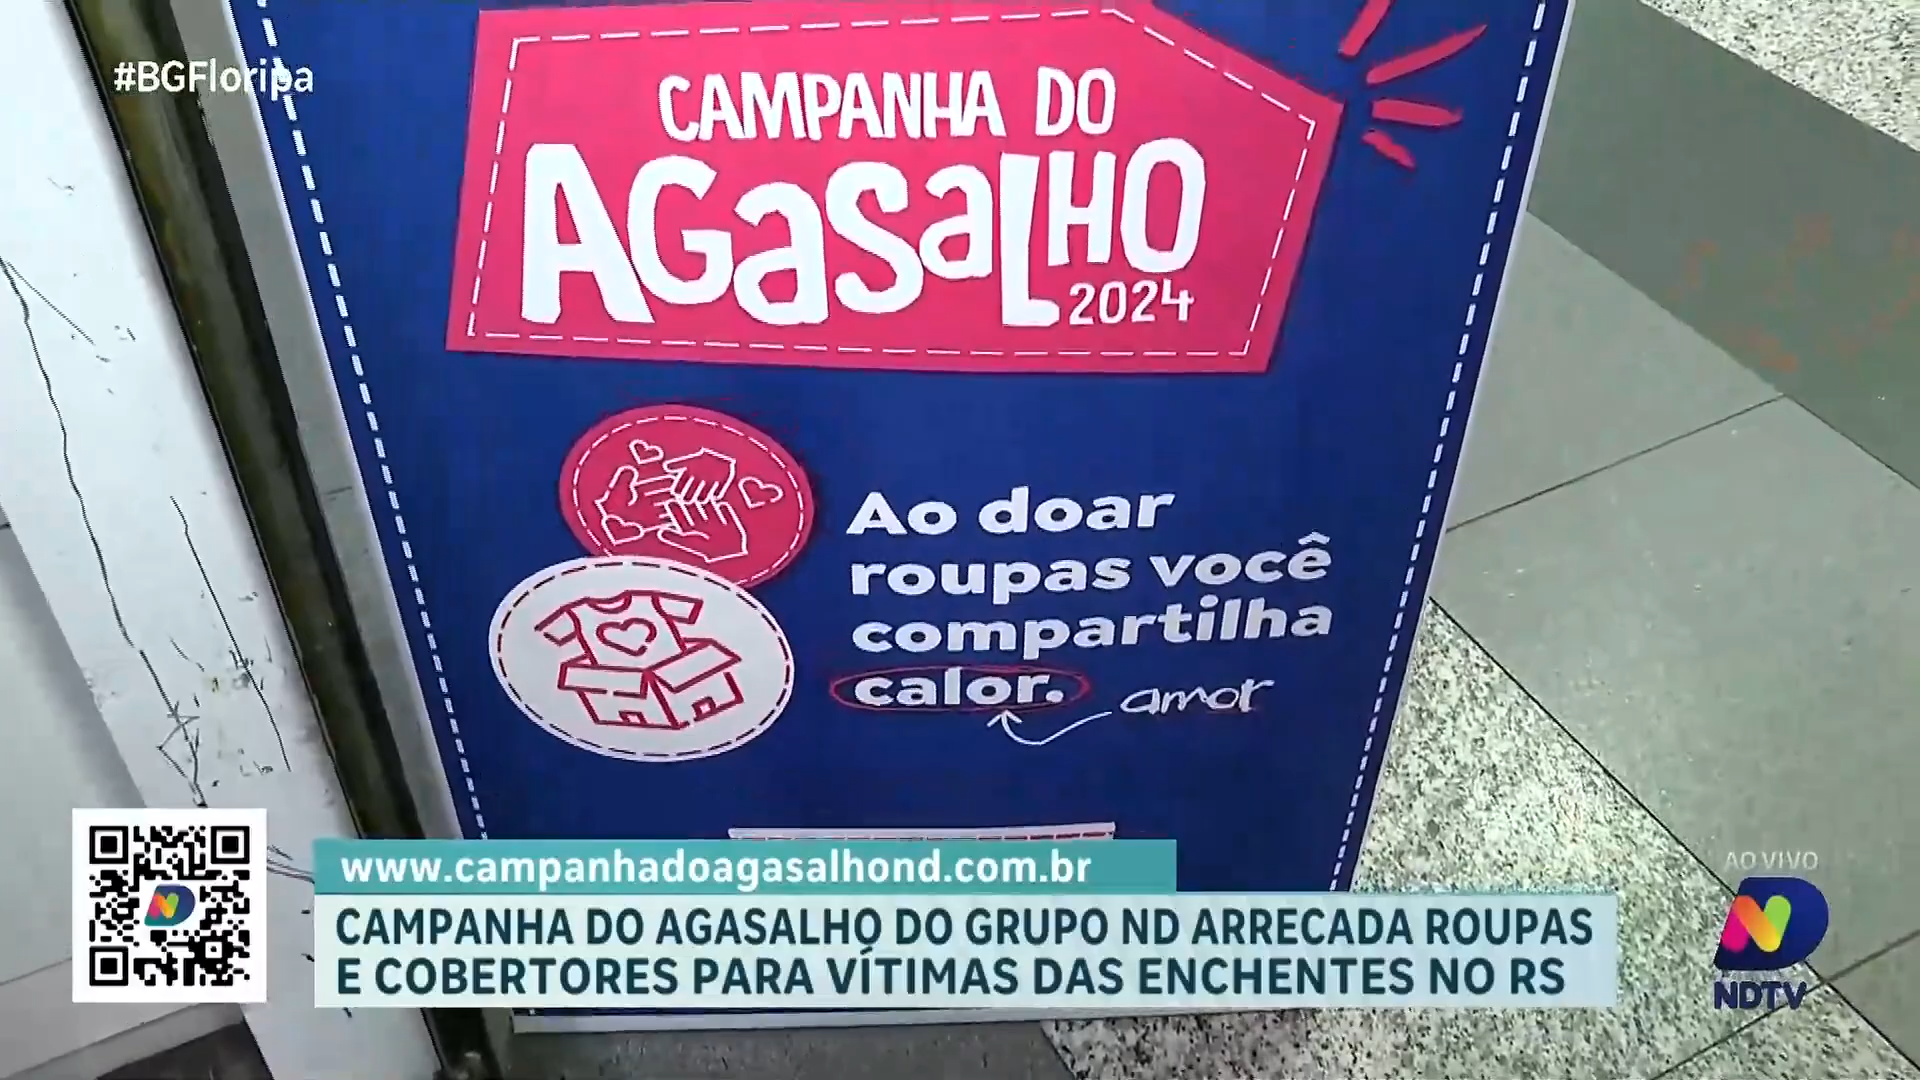 #BGFloripa
CAMPANHA DO
AGASALHO
2024
Ao doar
roupas você
compartilha
calor.
amor
www.campanhadoagasalhond.com.br
CAMPANHA DO AGASALHO DO GRUPO ND ARRECADA ROUPAS
E COBERTORES PARA VÍTIMAS DAS ENCHENTES NO RS
AO VIVO
NDTV